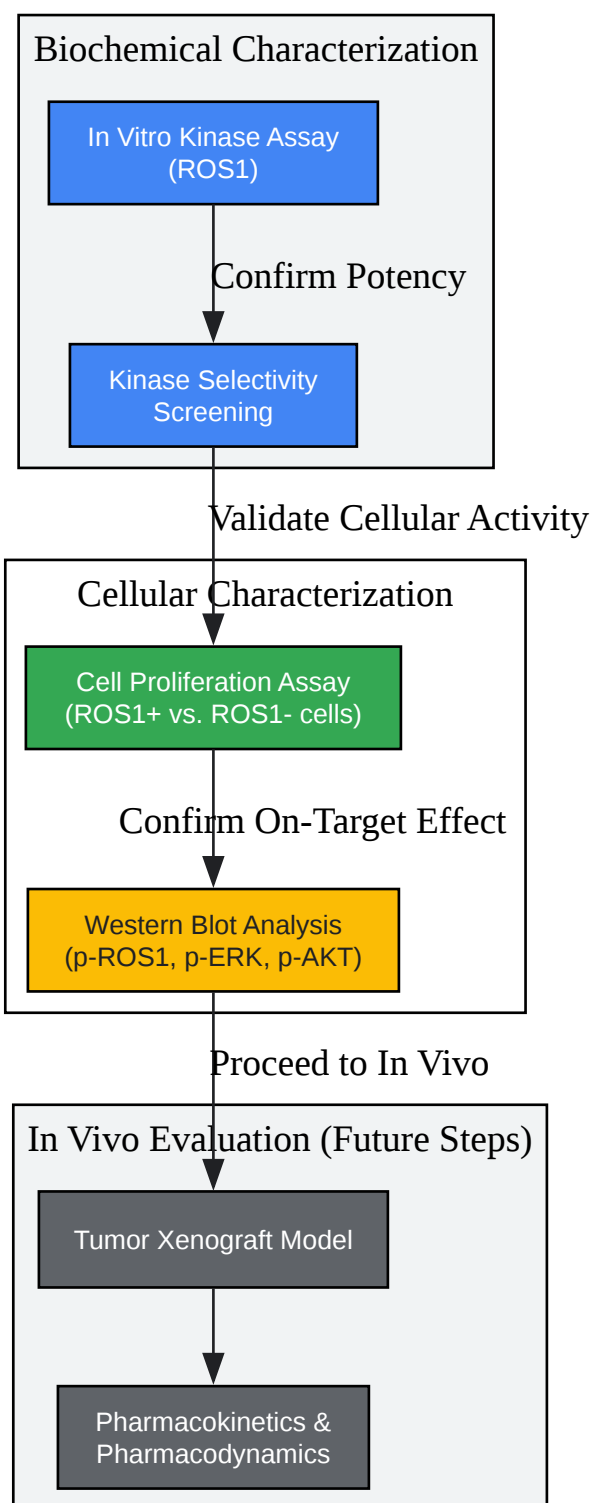 Biochemical Characterization
In Vitro Kinase Assay
(ROS1)
Confirm Potency
Kinase Selectivity
Screening
Validate Cellular Activity
Cellular Characterization
Cell Proliferation Assay
(ROS1+ vs. ROS1- cells)
Confirm On-Target Effect
Western Blot Analysis
(p-ROS1, p-ERK, p-AKT)
Proceed to In Vivo
In Vivo Evaluation (Future Steps)
Tumor Xenograft Model
Pharmacokinetics &
Pharmacodynamics